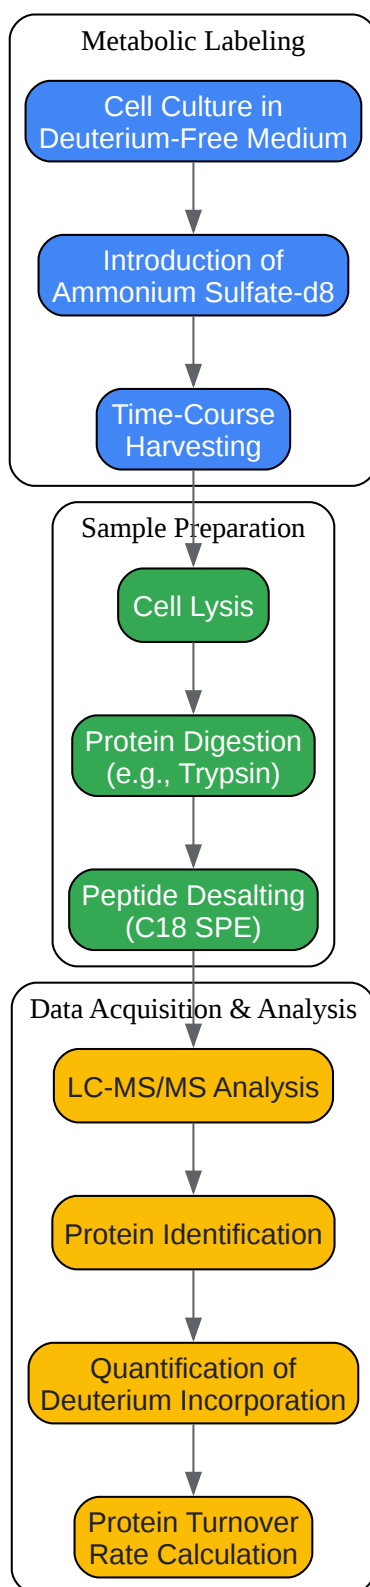 Metabolic Labeling
Cell Culture in
Deuterium-Free Medium
Introduction of
Ammonium Sulfate-d8
Time-Course
Harvesting
Sample Preparation
Cell Lysis
Protein Digestion
(e.g., Trypsin)
Peptide Desalting
(C18 SPE)
Data Acquisition & Analysis
LC-MS/MS Analysis
Protein Identification
Quantification of
Deuterium Incorporation
Protein Turnover
Rate Calculation